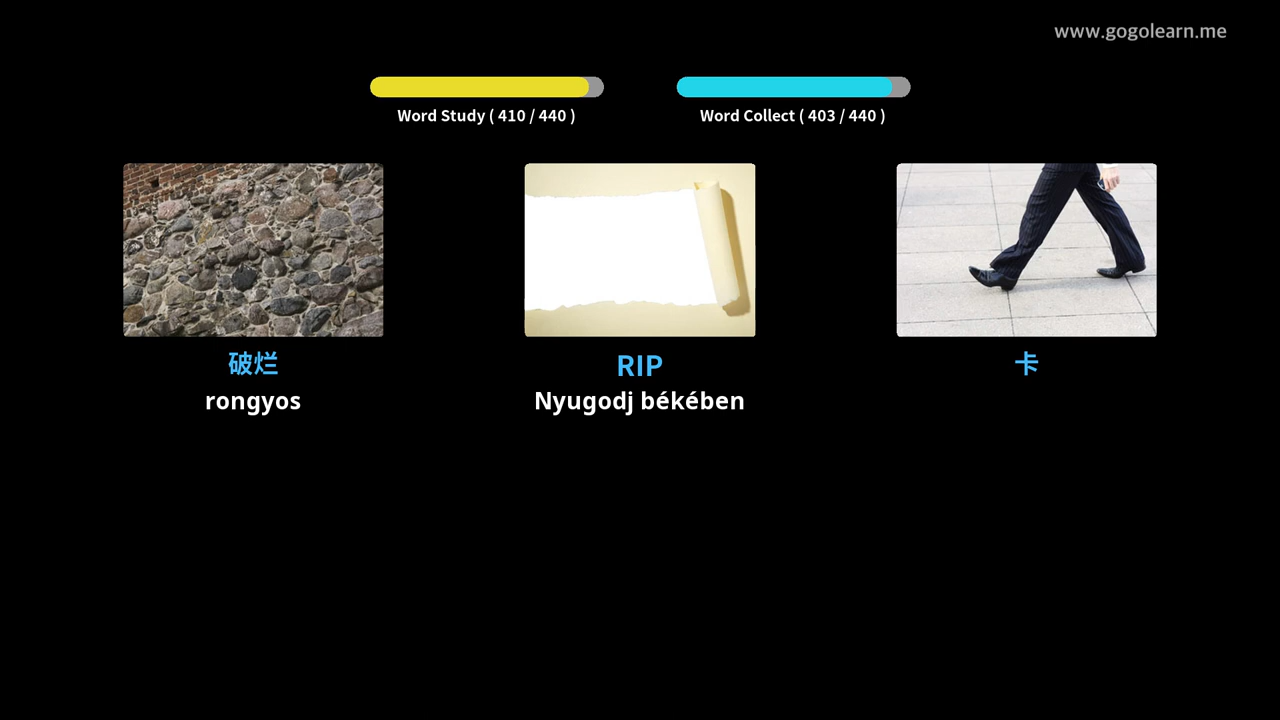 www.gogolearn.me
Word Study ( 410 / 440 )
Word Collect ( 403 / 440 )
破烂
rongyos
RIP
Nyugodj békében
卡